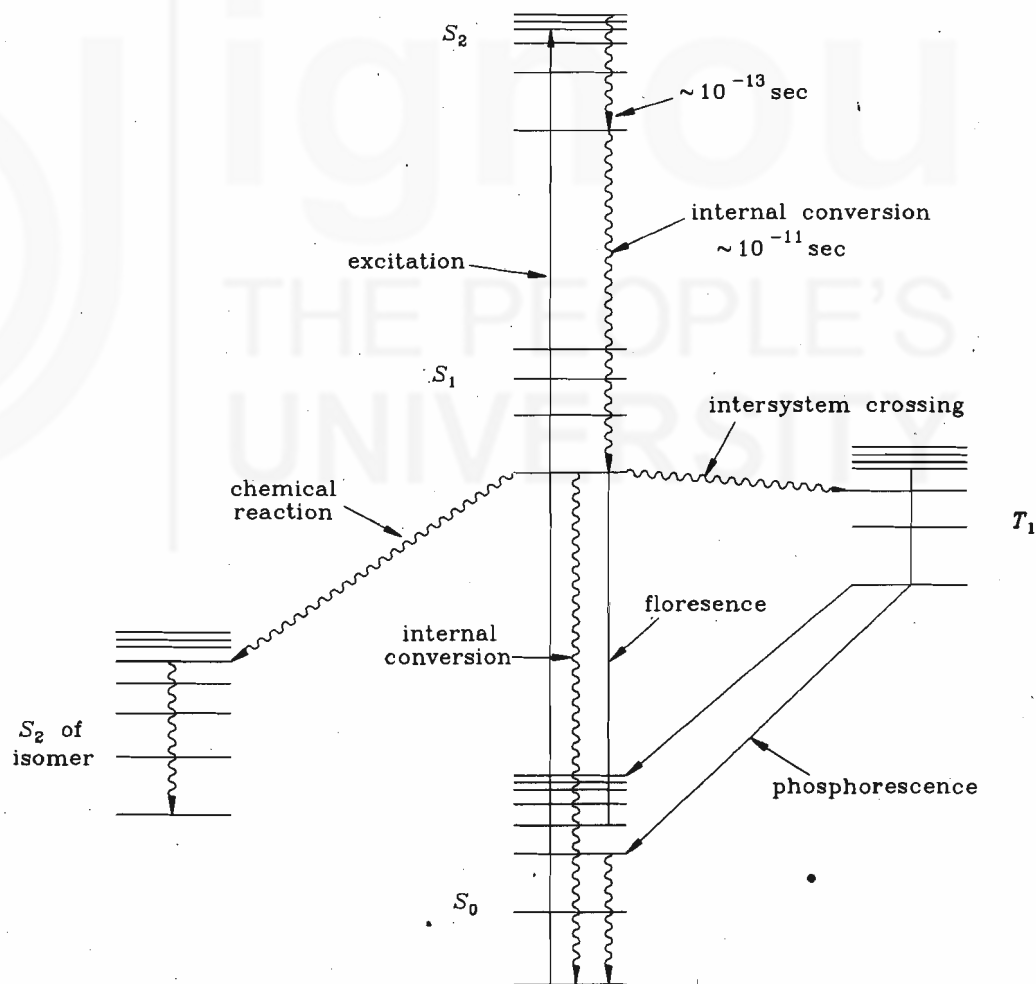 ignou
THE PEOPLE'S
UNIVERSITY
S₂
~10⁻¹³ sec
internal conversion
~10⁻¹¹ sec
excitation
S₁
intersystem crossing
chemical
reaction
T₁
floresence
internal
conversion
S₂ of
isomer
phosphorescence
S₀